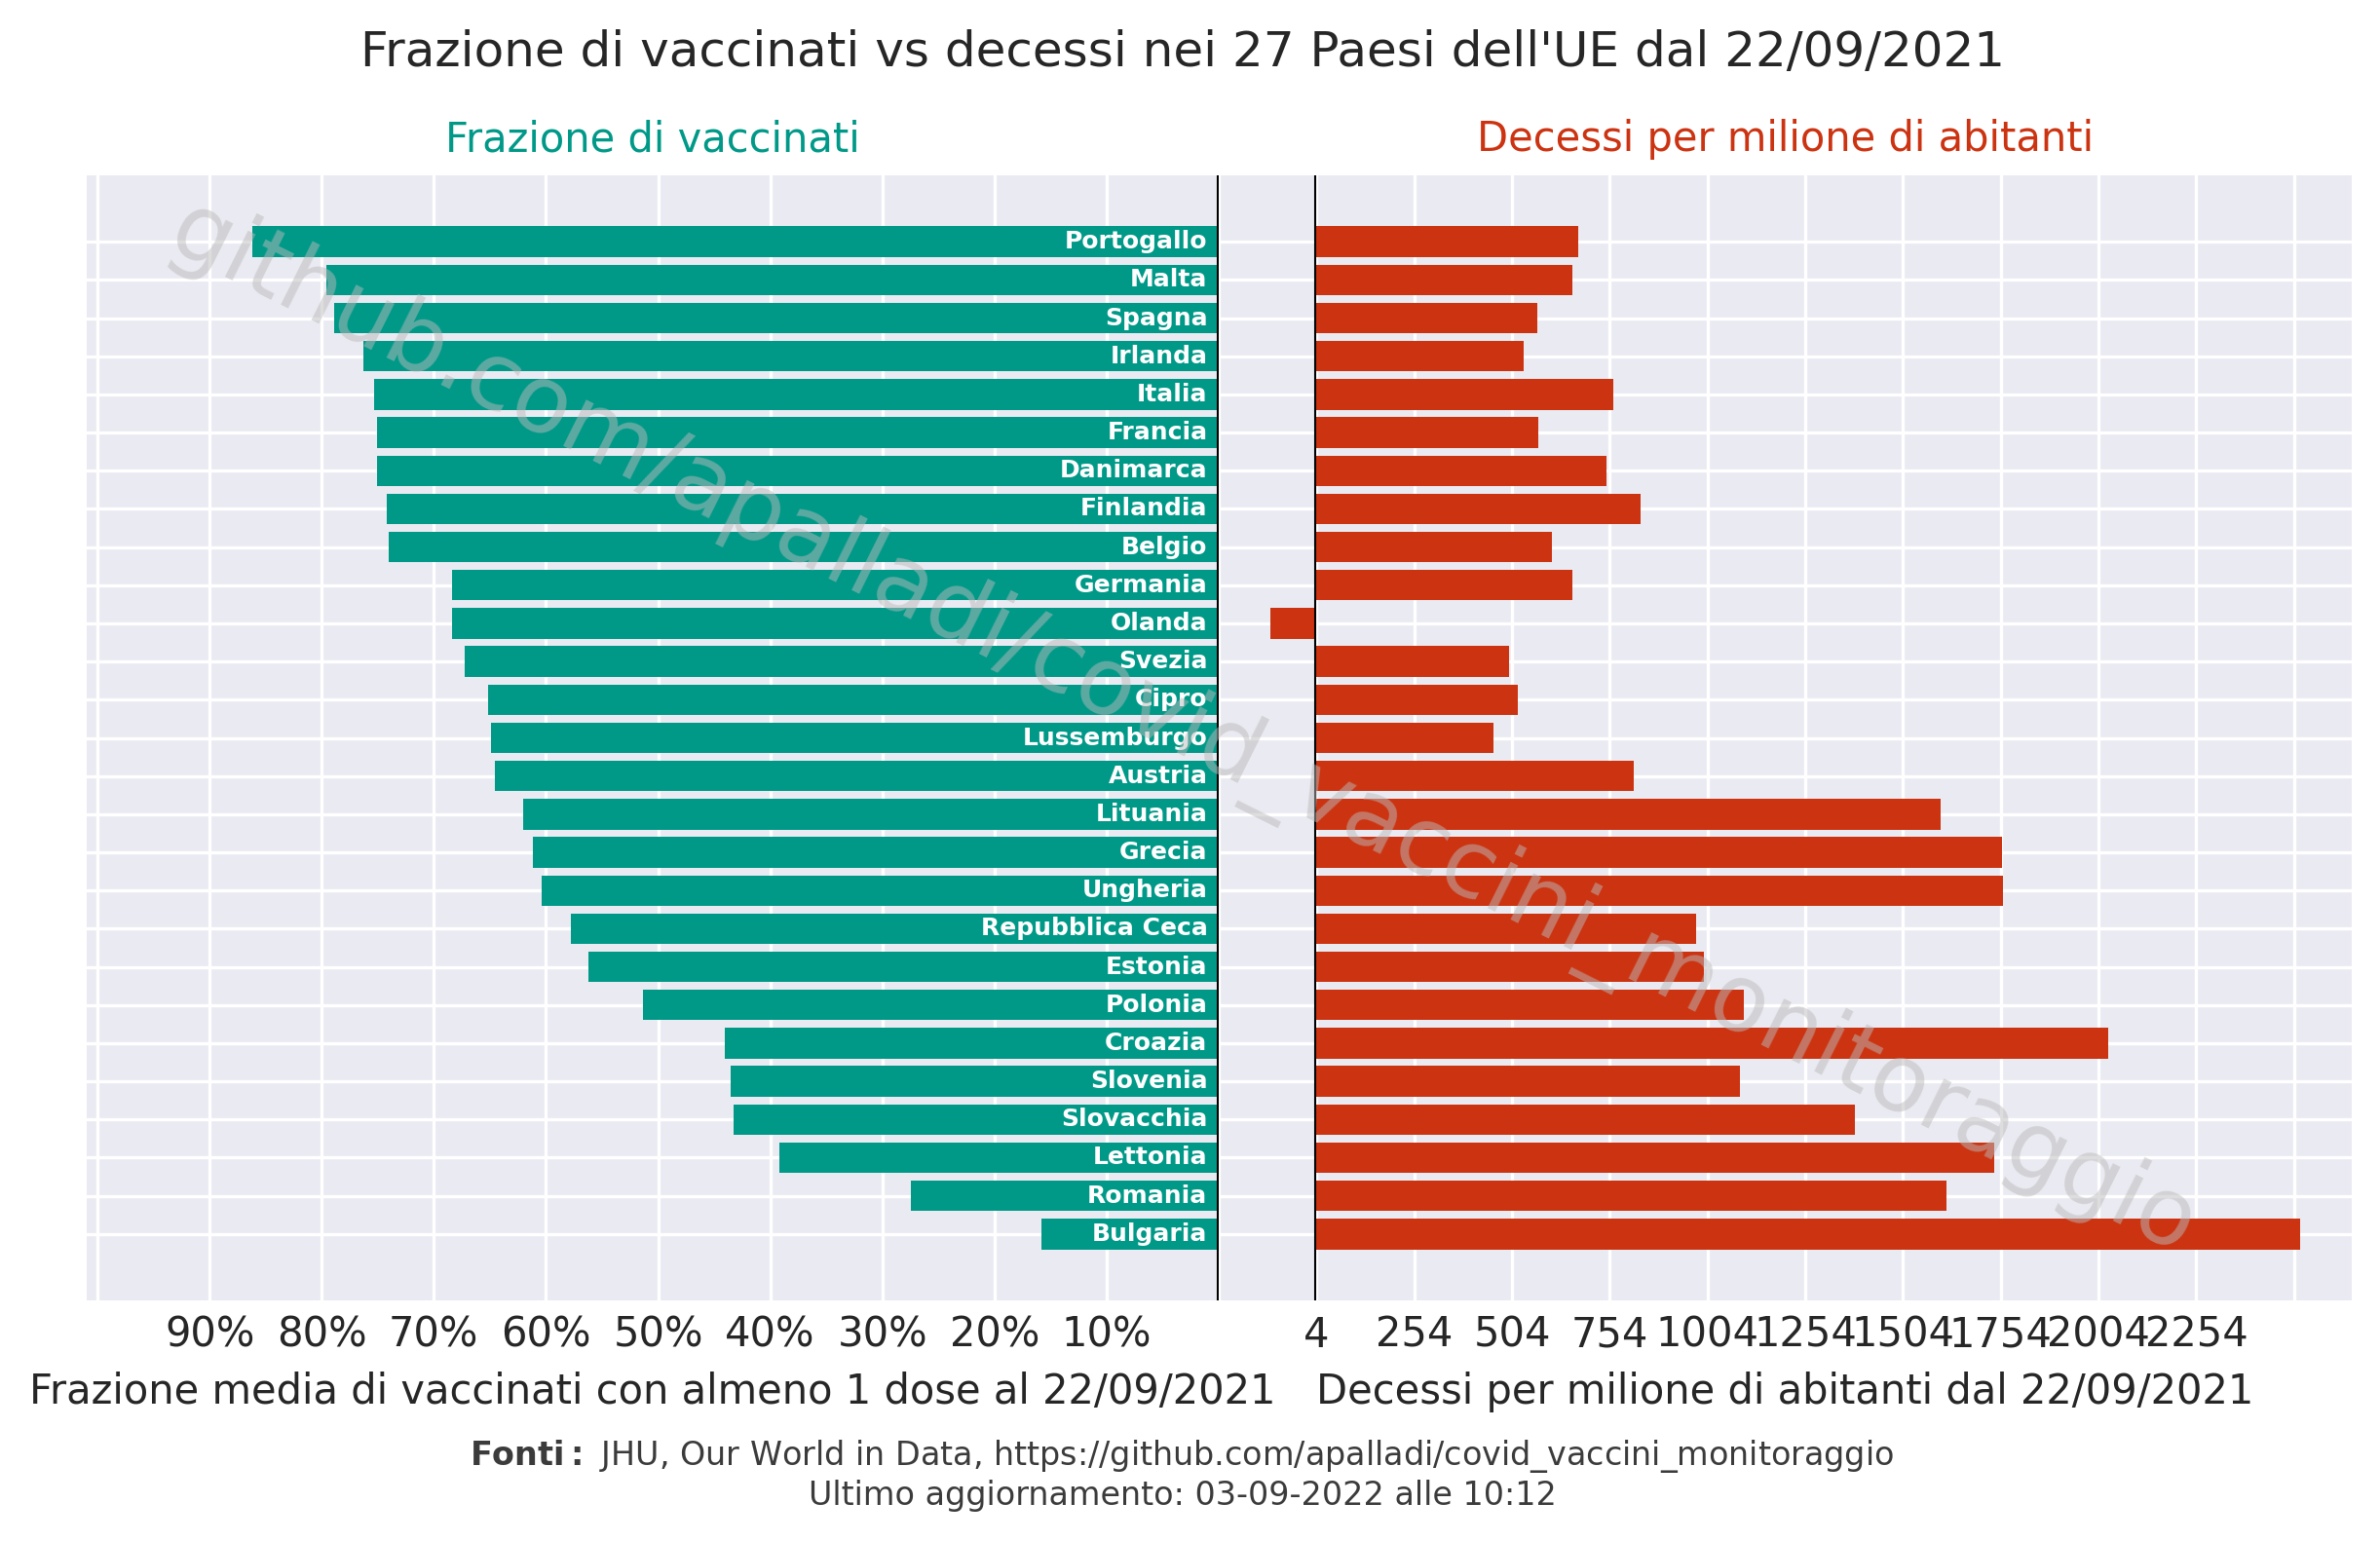 Frazione di vaccinati vs decessi nei 27 Paesi dell'UE dal 22/09/2021
Frazione di vaccinati
Decessi per milione di abitanti
Portogallo
Malta
Spagna
Irlanda
Italia
Francia
Danimarca
Finlandia
Belgio
Germania
Olanda
Svezia
Cipro
Lussemburgo
Austria
Lituania
Grecia
Ungheria
Repubblica Ceca
Estonia
Polonia
Croazia
Slovenia
Slovacchia
Lettonia
Romania
Bulgaria
github.com/apalladi/covid_vaccini_monitoraggio
90% 80% 70% 60% 50% 40% 30% 20% 10%
4 254 504 754 1004 1254 1504 1754 2004 2254
Frazione media di vaccinati con almeno 1 dose al 22/09/2021
Decessi per milione di abitanti dal 22/09/2021
Fonti: JHU, Our World in Data, https://github.com/apalladi/covid_vaccini_monitoraggio
Ultimo aggiornamento: 03-09-2022 alle 10:12